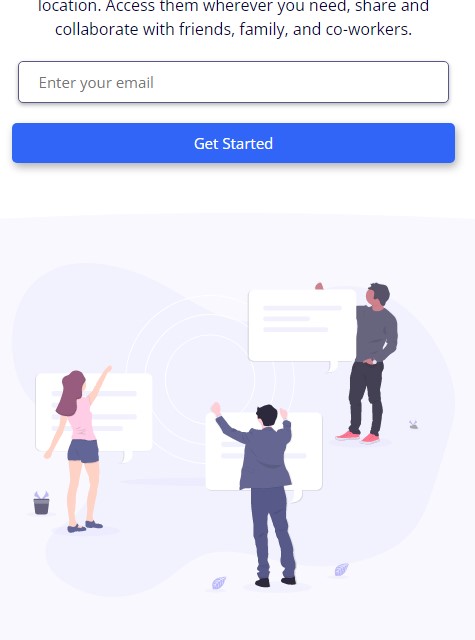 location. Access them wherever you need, share and
collaborate with friends, family, and co-workers.
Enter your email
Get Started